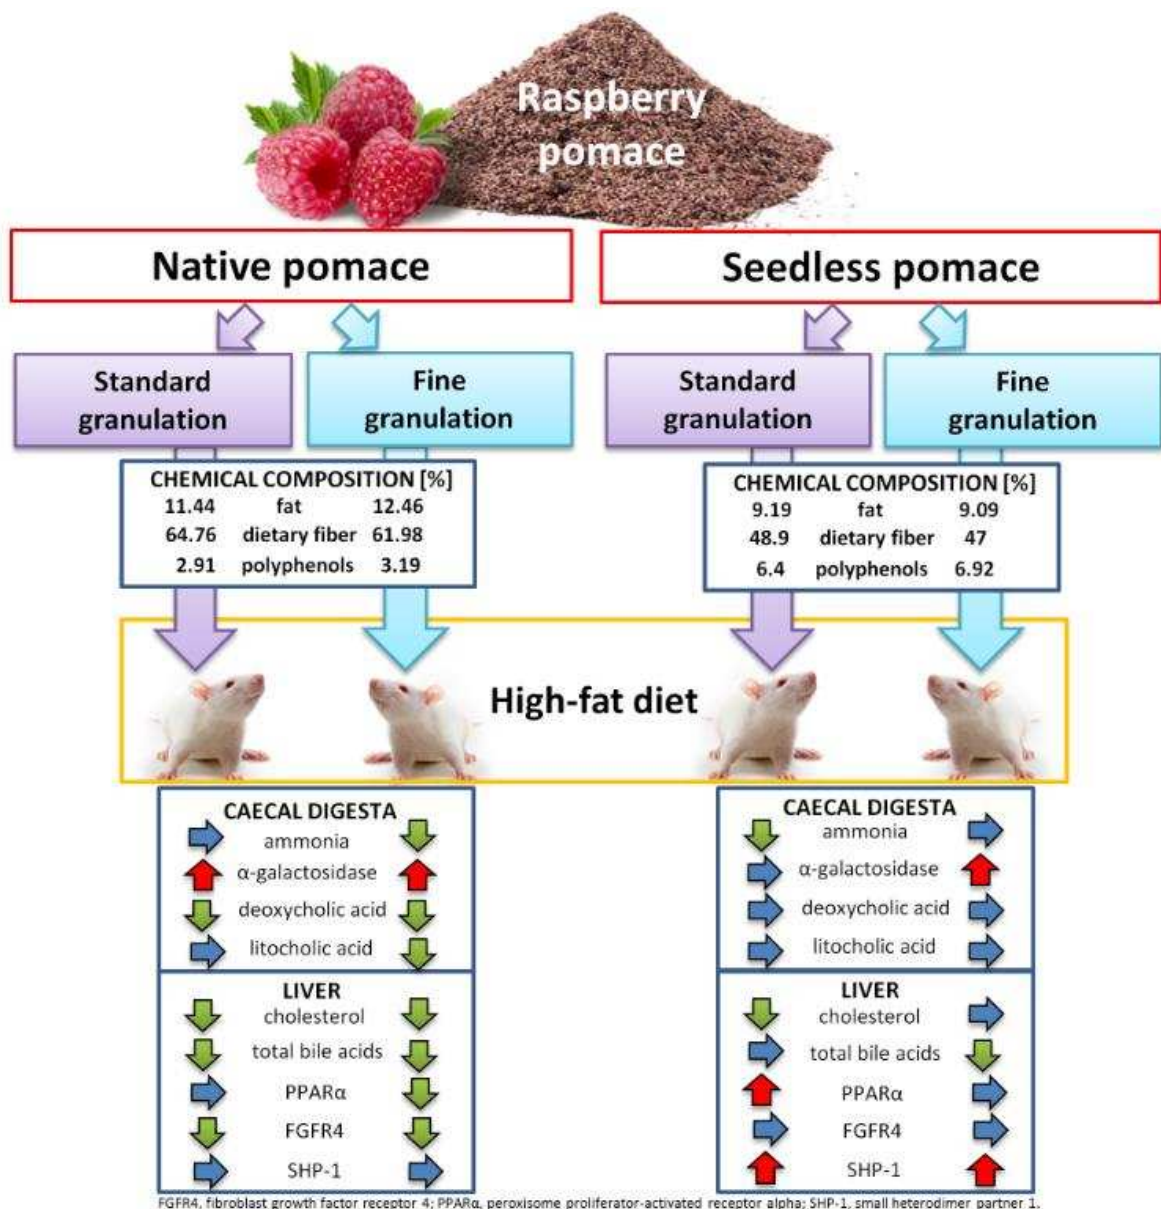 Raspberry
pomace
Native pomace
Seedless pomace
Standard
granulation
Fine
granulation
Standard
granulation
Fine
granulation
CHEMICAL COMPOSITION [%]
11.44 fat 12.46
64.76 dietary fiber 61.98
2.91 polyphenols 3.19
CHEMICAL COMPOSITION [%]
9.19 fat 9.09
48.9 dietary fiber 47
6.4 polyphenols 6.92
High-fat diet
CAECAL DIGESTA
ammonia
α-galactosidase
deoxycholic acid
litocholic acid
LIVER
cholesterol
total bile acids
PPARα
FGFR4
SHP-1
CAECAL DIGESTA
ammonia
α-galactosidase
deoxycholic acid
litocholic acid
LIVER
cholesterol
total bile acids
PPARα
FGFR4
SHP-1
FGFR4, fibroblast growth factor receptor 4; PPARα, peroxisome proliferator-activated receptor alpha; SHP-1, small heterodimer partner 1.